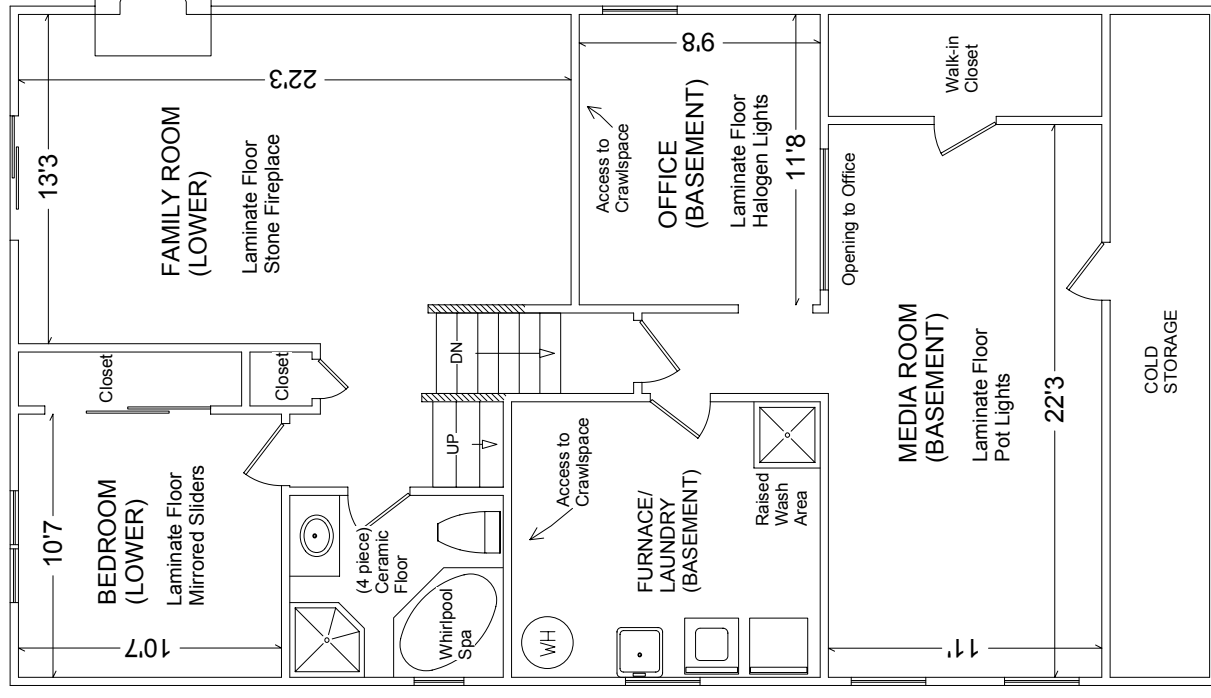 13'3
22'3
FAMILY ROOM
(LOWER)
Laminate Floor
Stone Fireplace
9'8
Access to
Crawlspace
OFFICE
(BASEMENT)
Laminate Floor
Halogen Lights
11'8
Walk-in
Closet
Opening to Office
Closet
Closet
DN
UP
10'7
BEDROOM
(LOWER)
Laminate Floor
Mirrored Sliders
10'7
(4 piece)
Ceramic
Floor
Whirlpool
Spa
Access to
Crawlspace
FURNACE/
LAUNDRY
(BASEMENT)
Raised
Wash
Area
WH
MEDIA ROOM
(BASEMENT)
Laminate Floor
Pot Lights
22'3
11'
COLD
STORAGE